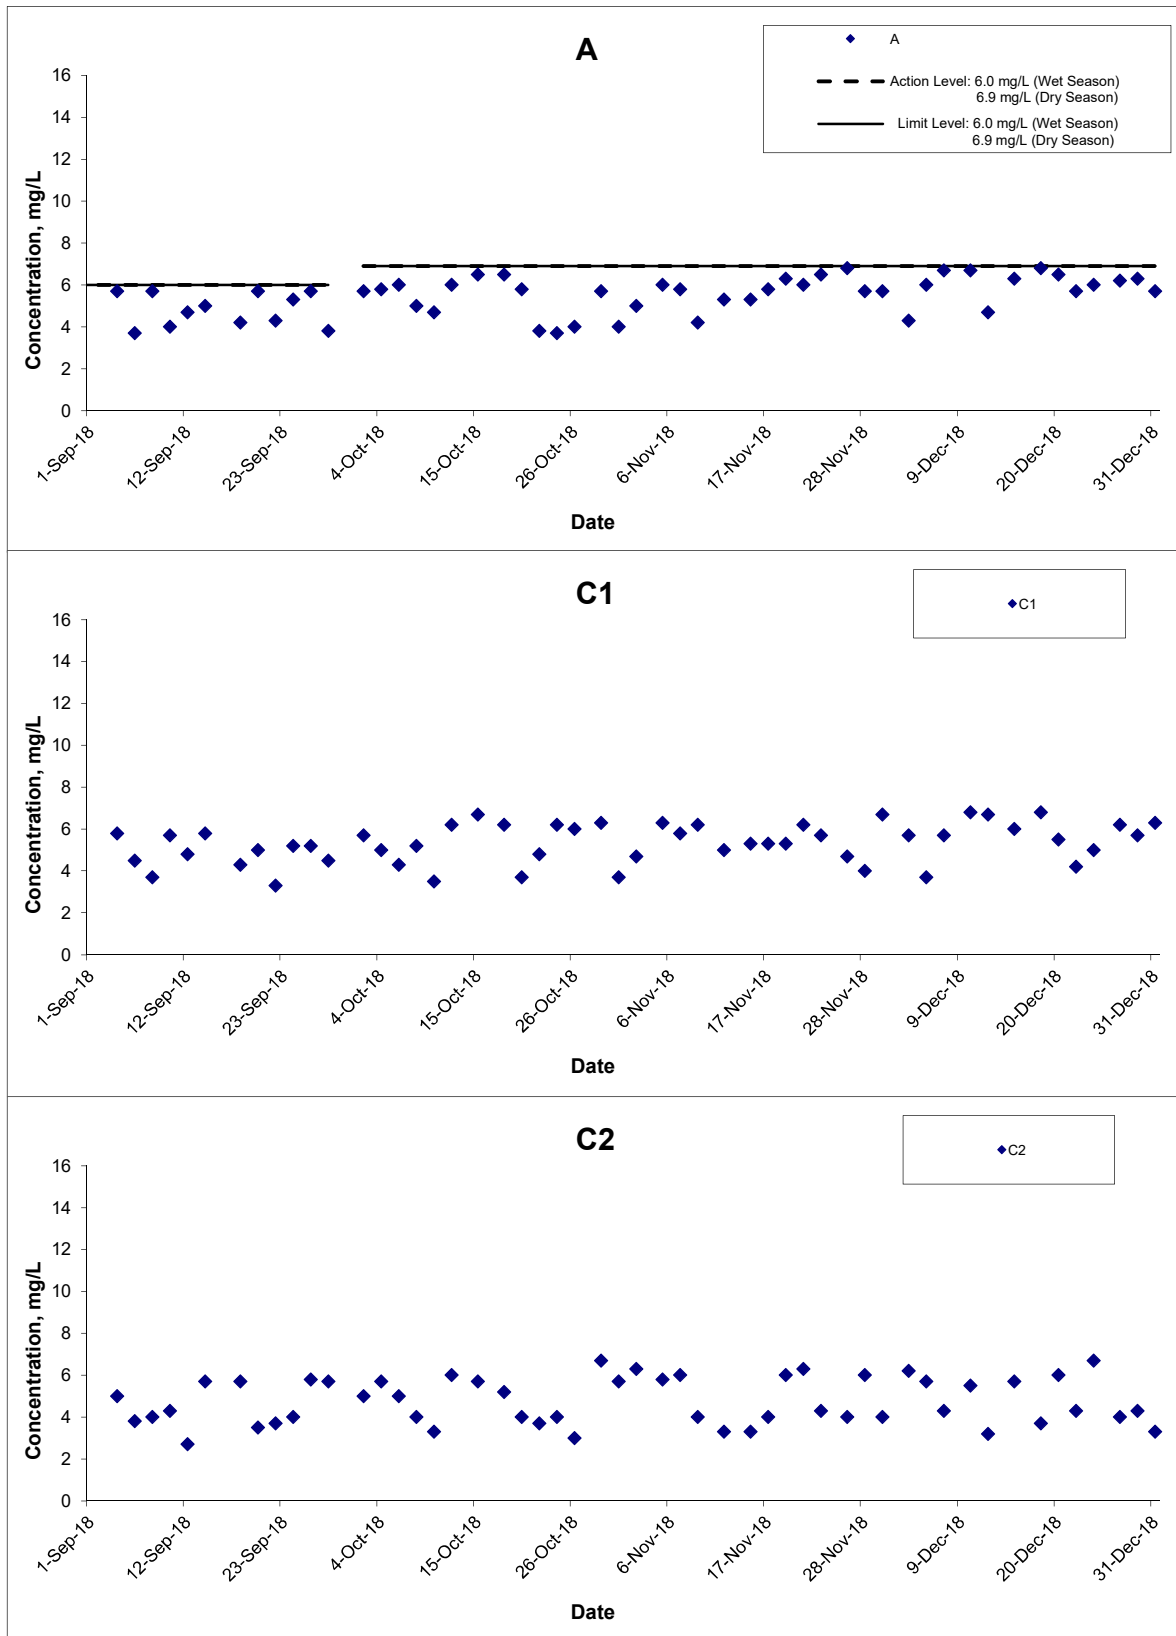 A
A
Action Level: 6.0 mg/L (Wet Season)
6.9 mg/L (Dry Season)
Limit Level: 6.0 mg/L (Wet Season)
6.9 mg/L (Dry Season)
Concentration, mg/L
16
14
12
10
8
6
4
2
0
1-Sep-18
12-Sep-18
23-Sep-18
4-Oct-18
15-Oct-18
26-Oct-18
6-Nov-18
17-Nov-18
28-Nov-18
9-Dec-18
20-Dec-18
31-Dec-18
Date
C1
C1
Concentration, mg/L
16
14
12
10
8
6
4
2
0
1-Sep-18
12-Sep-18
23-Sep-18
4-Oct-18
15-Oct-18
26-Oct-18
6-Nov-18
17-Nov-18
28-Nov-18
9-Dec-18
20-Dec-18
31-Dec-18
Date
C2
C2
Concentration, mg/L
16
14
12
10
8
6
4
2
0
1-Sep-18
12-Sep-18
23-Sep-18
4-Oct-18
15-Oct-18
26-Oct-18
6-Nov-18
17-Nov-18
28-Nov-18
9-Dec-18
20-Dec-18
31-Dec-18
Date